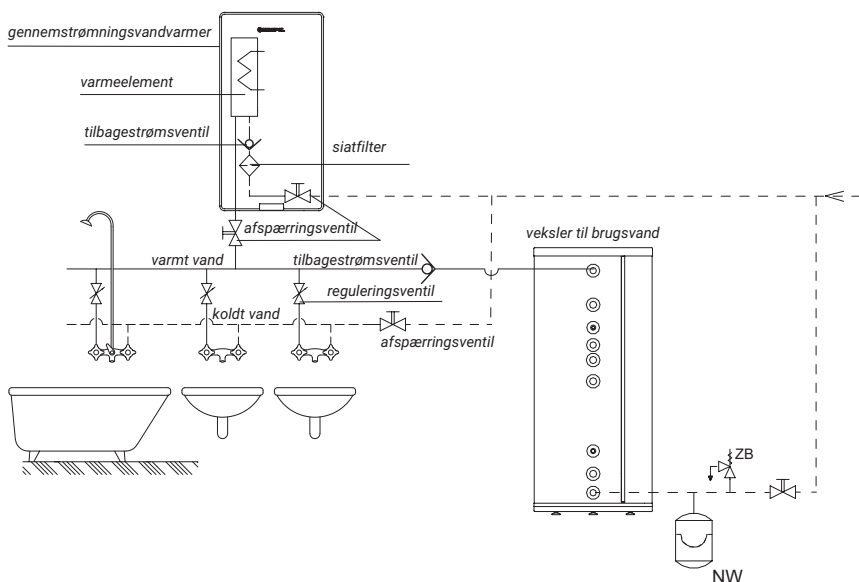 gennemstrømningsvandvarmer
varmeelement
tilbagestrømsventil
siatfilter
afspærringsventil
veksler til brugsvand
varmt vand
tilbagestrømsventil
reguleringsventil
koldt vand
afspærringsventil
ZB
NW